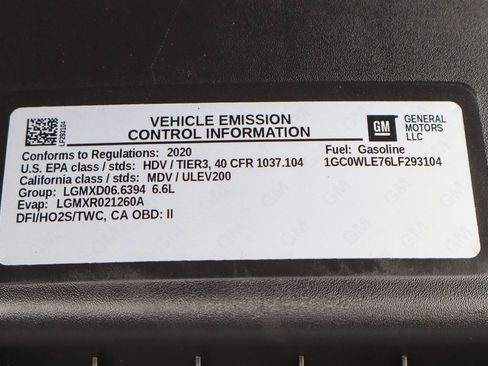 LF293104
VEHICLE EMISSION
CONTROL INFORMATION
GM
GENERAL
MOTORS
LLC
Conforms to Regulations: 2020
Fuel: Gasoline
U.S. EPA class / stds: HDV / TIER3, 40 CFR 1037.104
1GC0WLE76LF293104
California class / stds: MDV / ULEV200
Group: LGMXD06.6394 6.6L
Evap: LGMXR021260A
DFI/HO2S/TWC, CA OBD: II